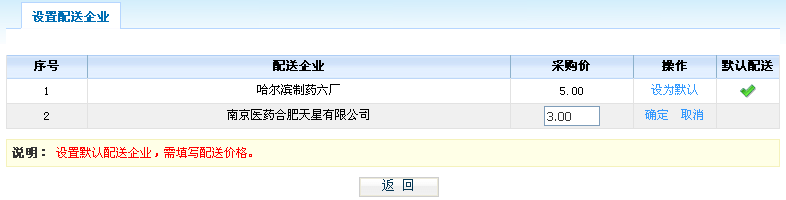 设置配送企业
序号 配送企业 采购价 操作 默认配送
1 哈尔滨制药六厂 5.00 设为默认
2 南京医药合肥天星有限公司 3.00 确定 取消
说明： 设置默认配送企业，需填写配送价格。
返 回